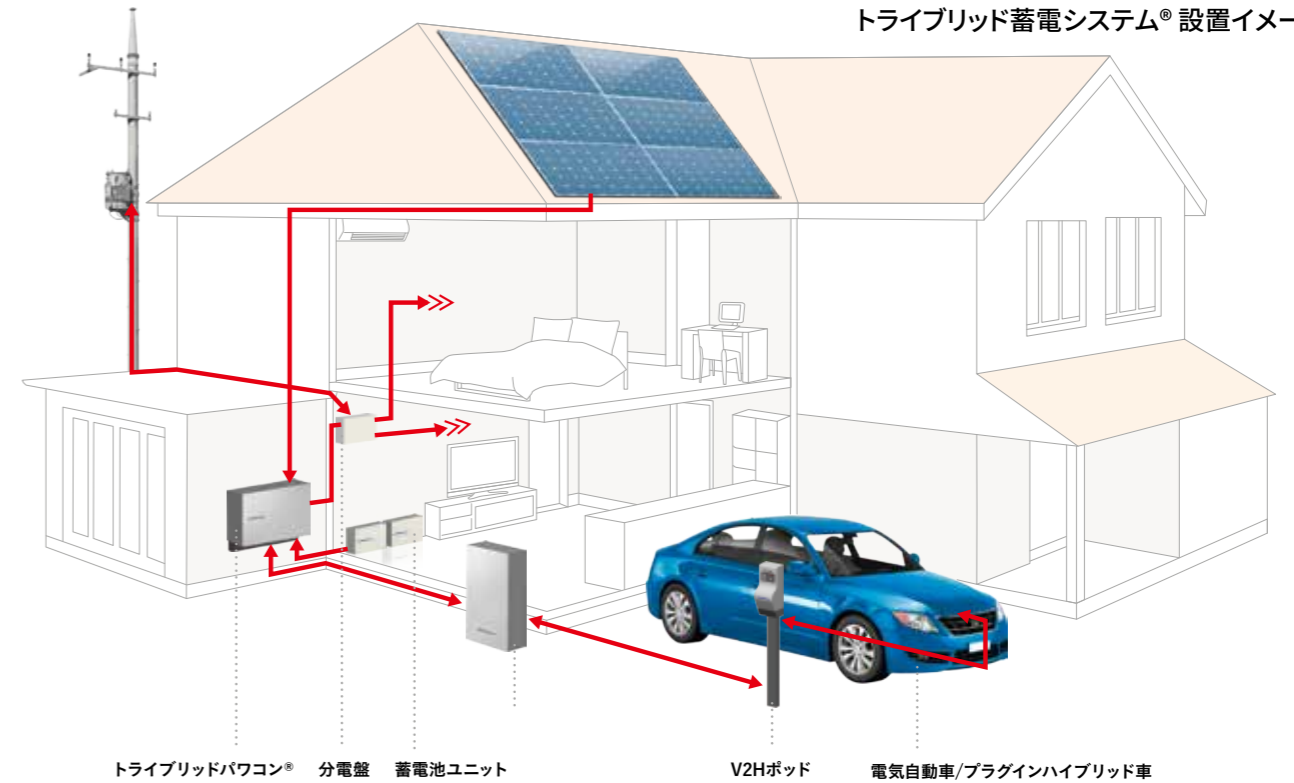 トライブリッド蓄電システム® 設置イメー
トライブリッドパワコン®
分電盤
蓄電池ユニット
V2Hポッド
電気自動車/プラグインハイブリッド車